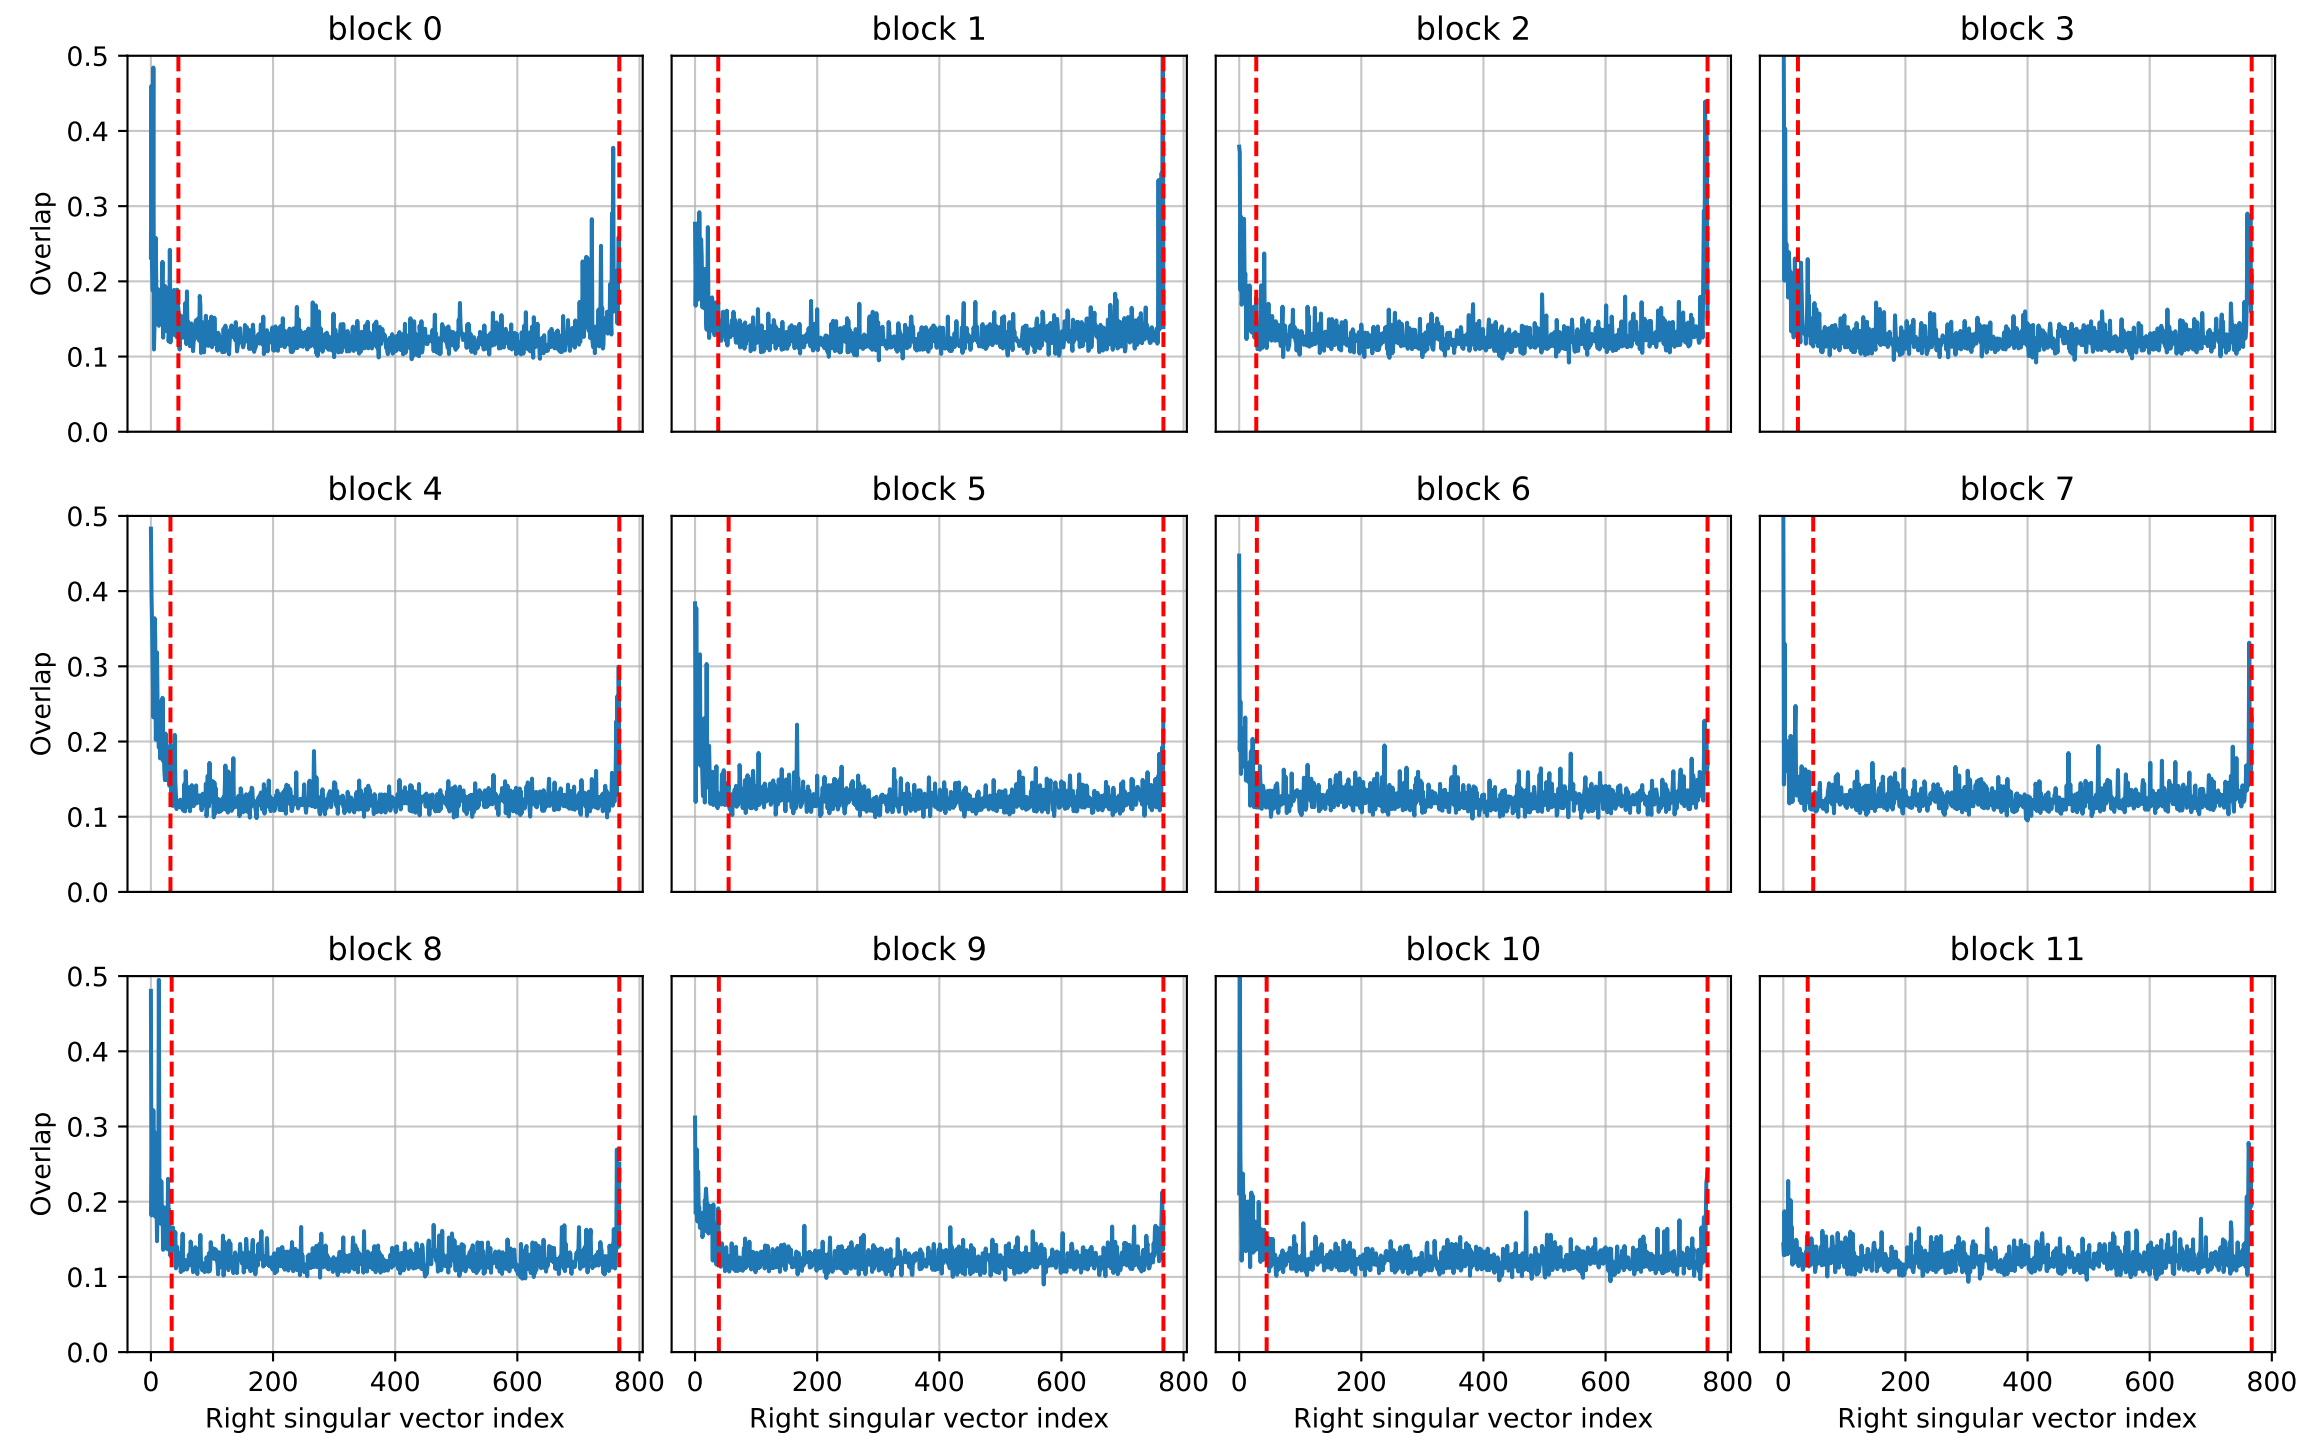 block 0
block 1
block 2
block 3
0.5
0.4
0.3
0.2
0.1
0.0
Overlap
block 4
block 5
block 6
block 7
0.5
0.4
0.3
0.2
0.1
0.0
Overlap
block 8
block 9
block 10
block 11
0.5
0.4
0.3
0.2
0.1
0.0
Overlap
0 200 400 600 800
0 200 400 600 800
0 200 400 600 800
0 200 400 600 800
Right singular vector index
Right singular vector index
Right singular vector index
Right singular vector index